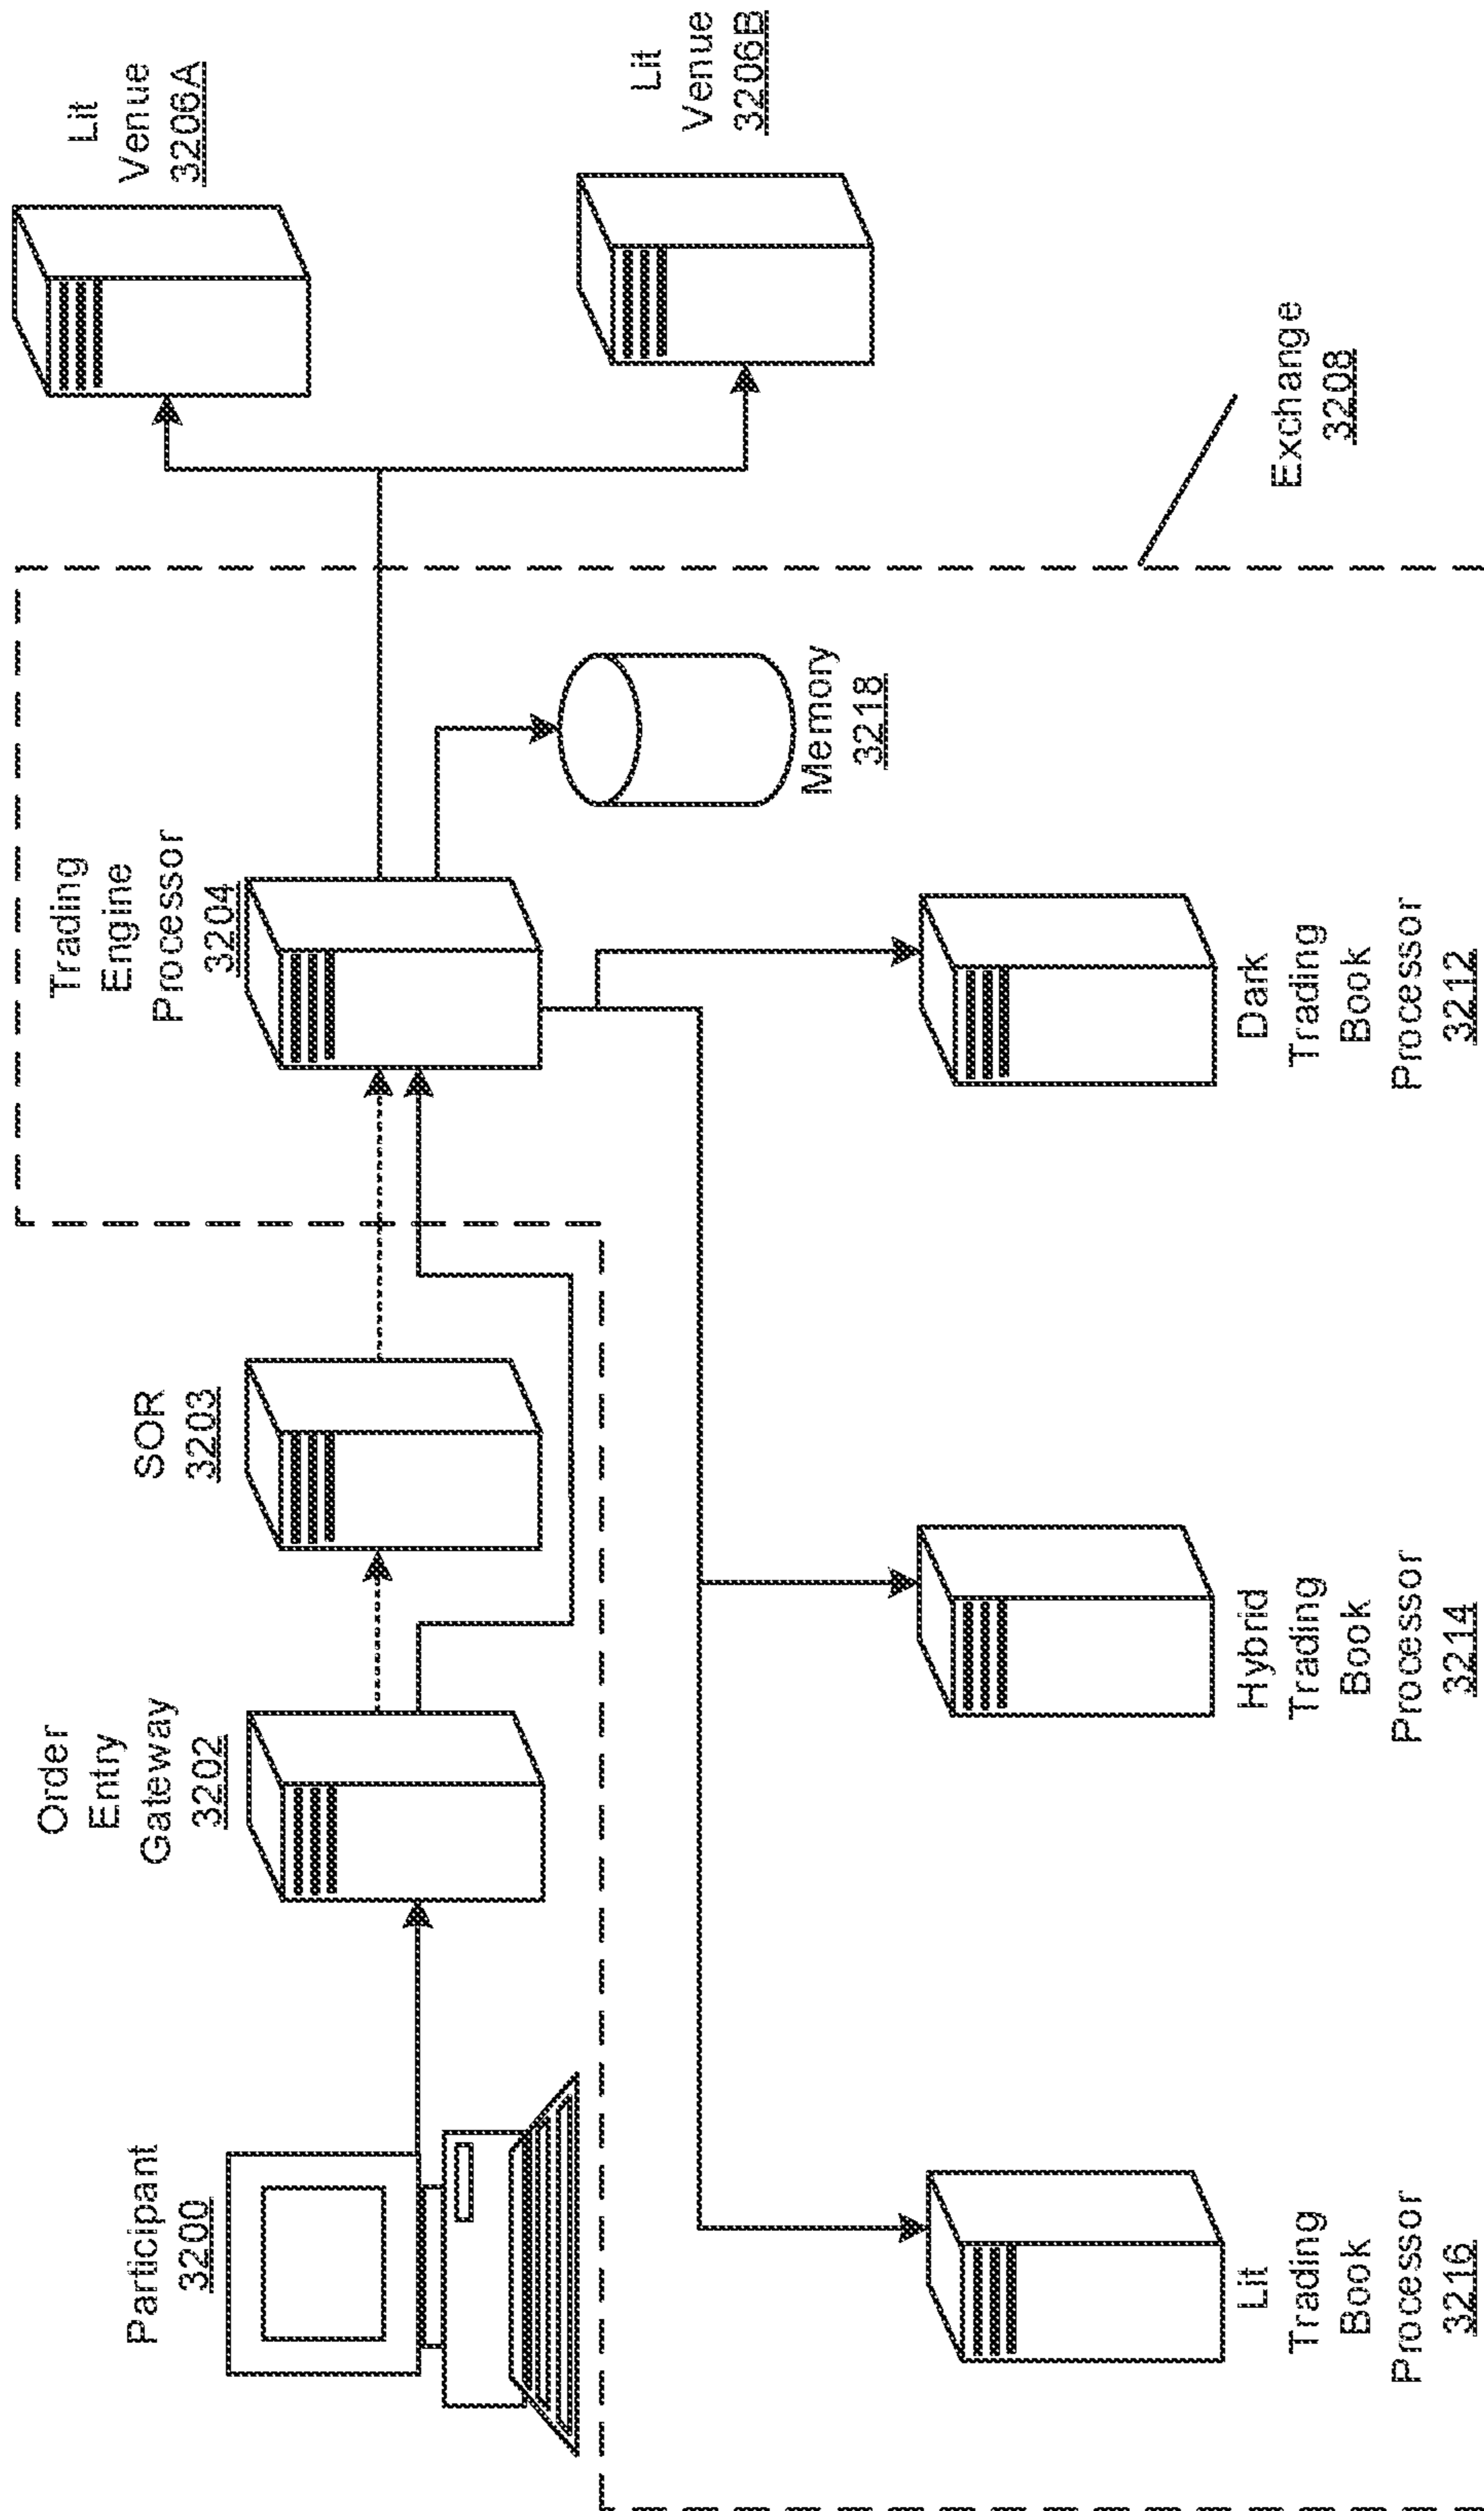 Participant
3200
Order
Entry
Gateway
3202
SOR
3203
Trading
Engine
Processor
3204
Lit
Venue
3206A
Lit
Venue
3206B
Memory
3218
Exchange
3208
Lit
Trading
Book
Processor
3216
Hybrid
Trading
Book
Processor
3214
Dark
Trading
Book
Processor
3212